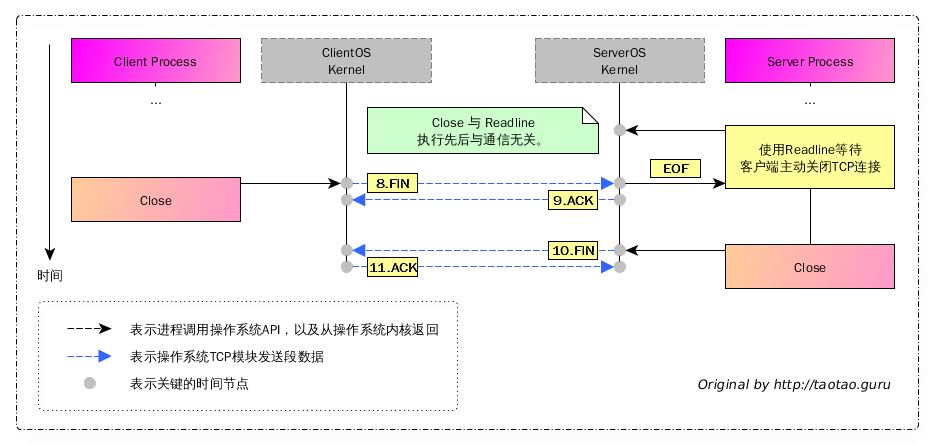 Client Process
ClientOS
Kernel
ServerOS
Kernel
Server Process
...
...
Close 与 Readline
执行先后与通信无关。
使用Readline等待
客户端主动关闭TCP连接
EOF
8.FIN
Close
9.ACK
10.FIN
11.ACK
Close
时间
表示进程调用操作系统API，以及从操作系统内核返回
表示操作系统TCP模块发送段数据
表示关键的时间节点
Original by http://taotao.guru